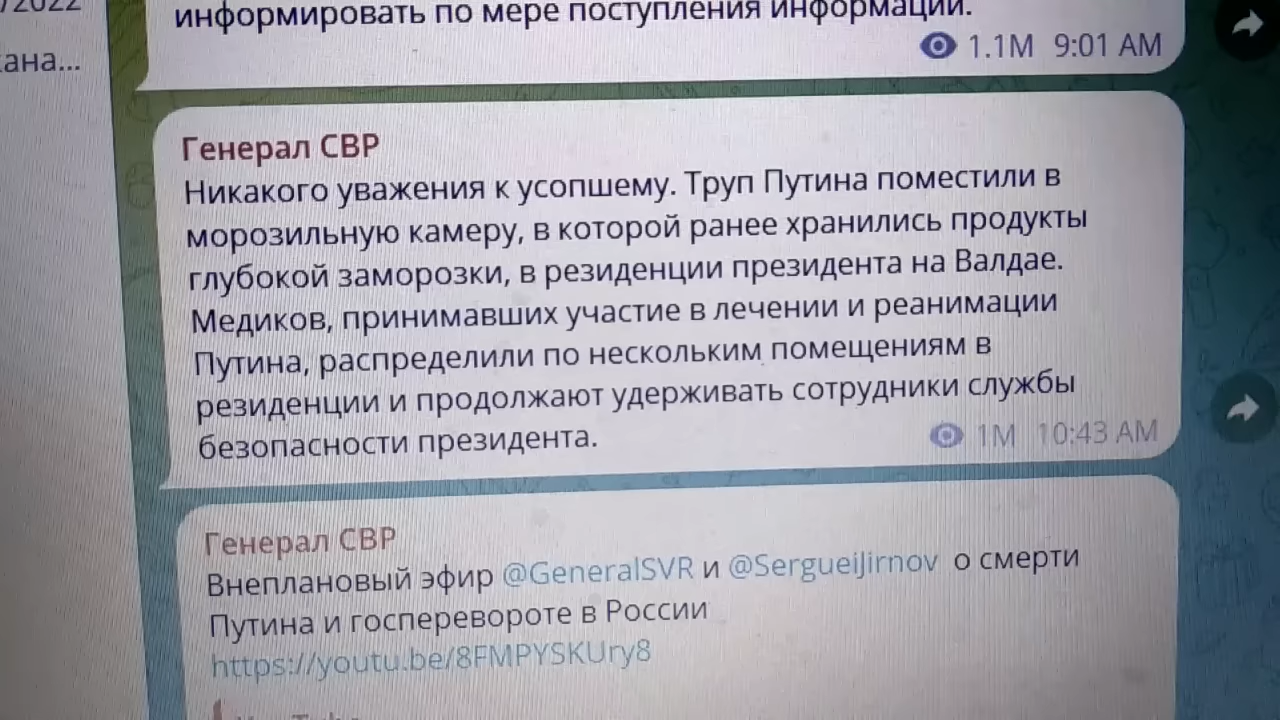 /2022
информировать по мере поступления информации.
1.1M 9:01 AM
кана...
Генерал СВР
Никакого уважения к усопшему. Труп Путина поместили в
морозильную камеру, в которой ранее хранились продукты
глубокой заморозки, в резиденции президента на Валдае.
Медиков, принимавших участие в лечении и реанимации
Путина, распределили по нескольким помещениям в
резиденции и продолжают удерживать сотрудники службы
безопасности президента.
1M 10:43 AM
Генерал СВР
Внеплановый эфир @GeneralSVR и @SergueiJirnov о смерти
Путина и госперевороте в России
https://youtu.be/8FMPYSKUry8